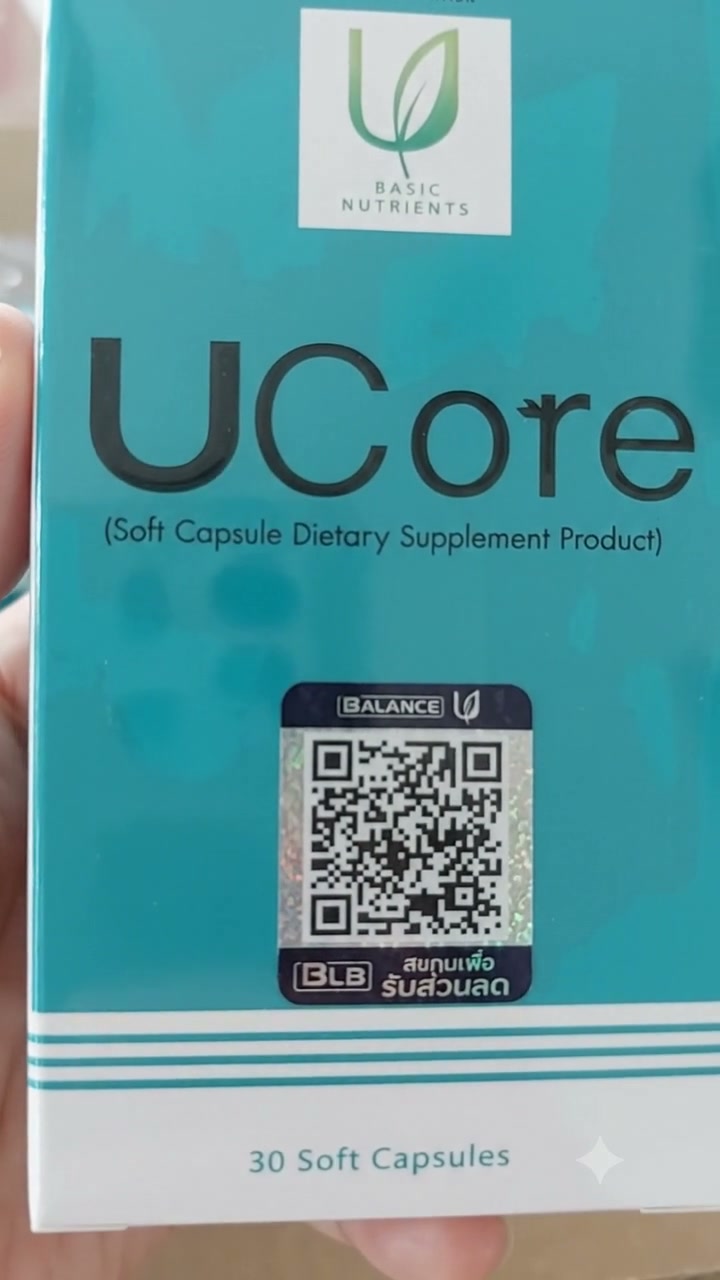 BASIC
NUTRIENTS
UCore
(Soft Capsule Dietary Supplement Product)
BALANCE
BLB
สแกนเพื่อ
รับส่วนลด
30 Soft Capsules